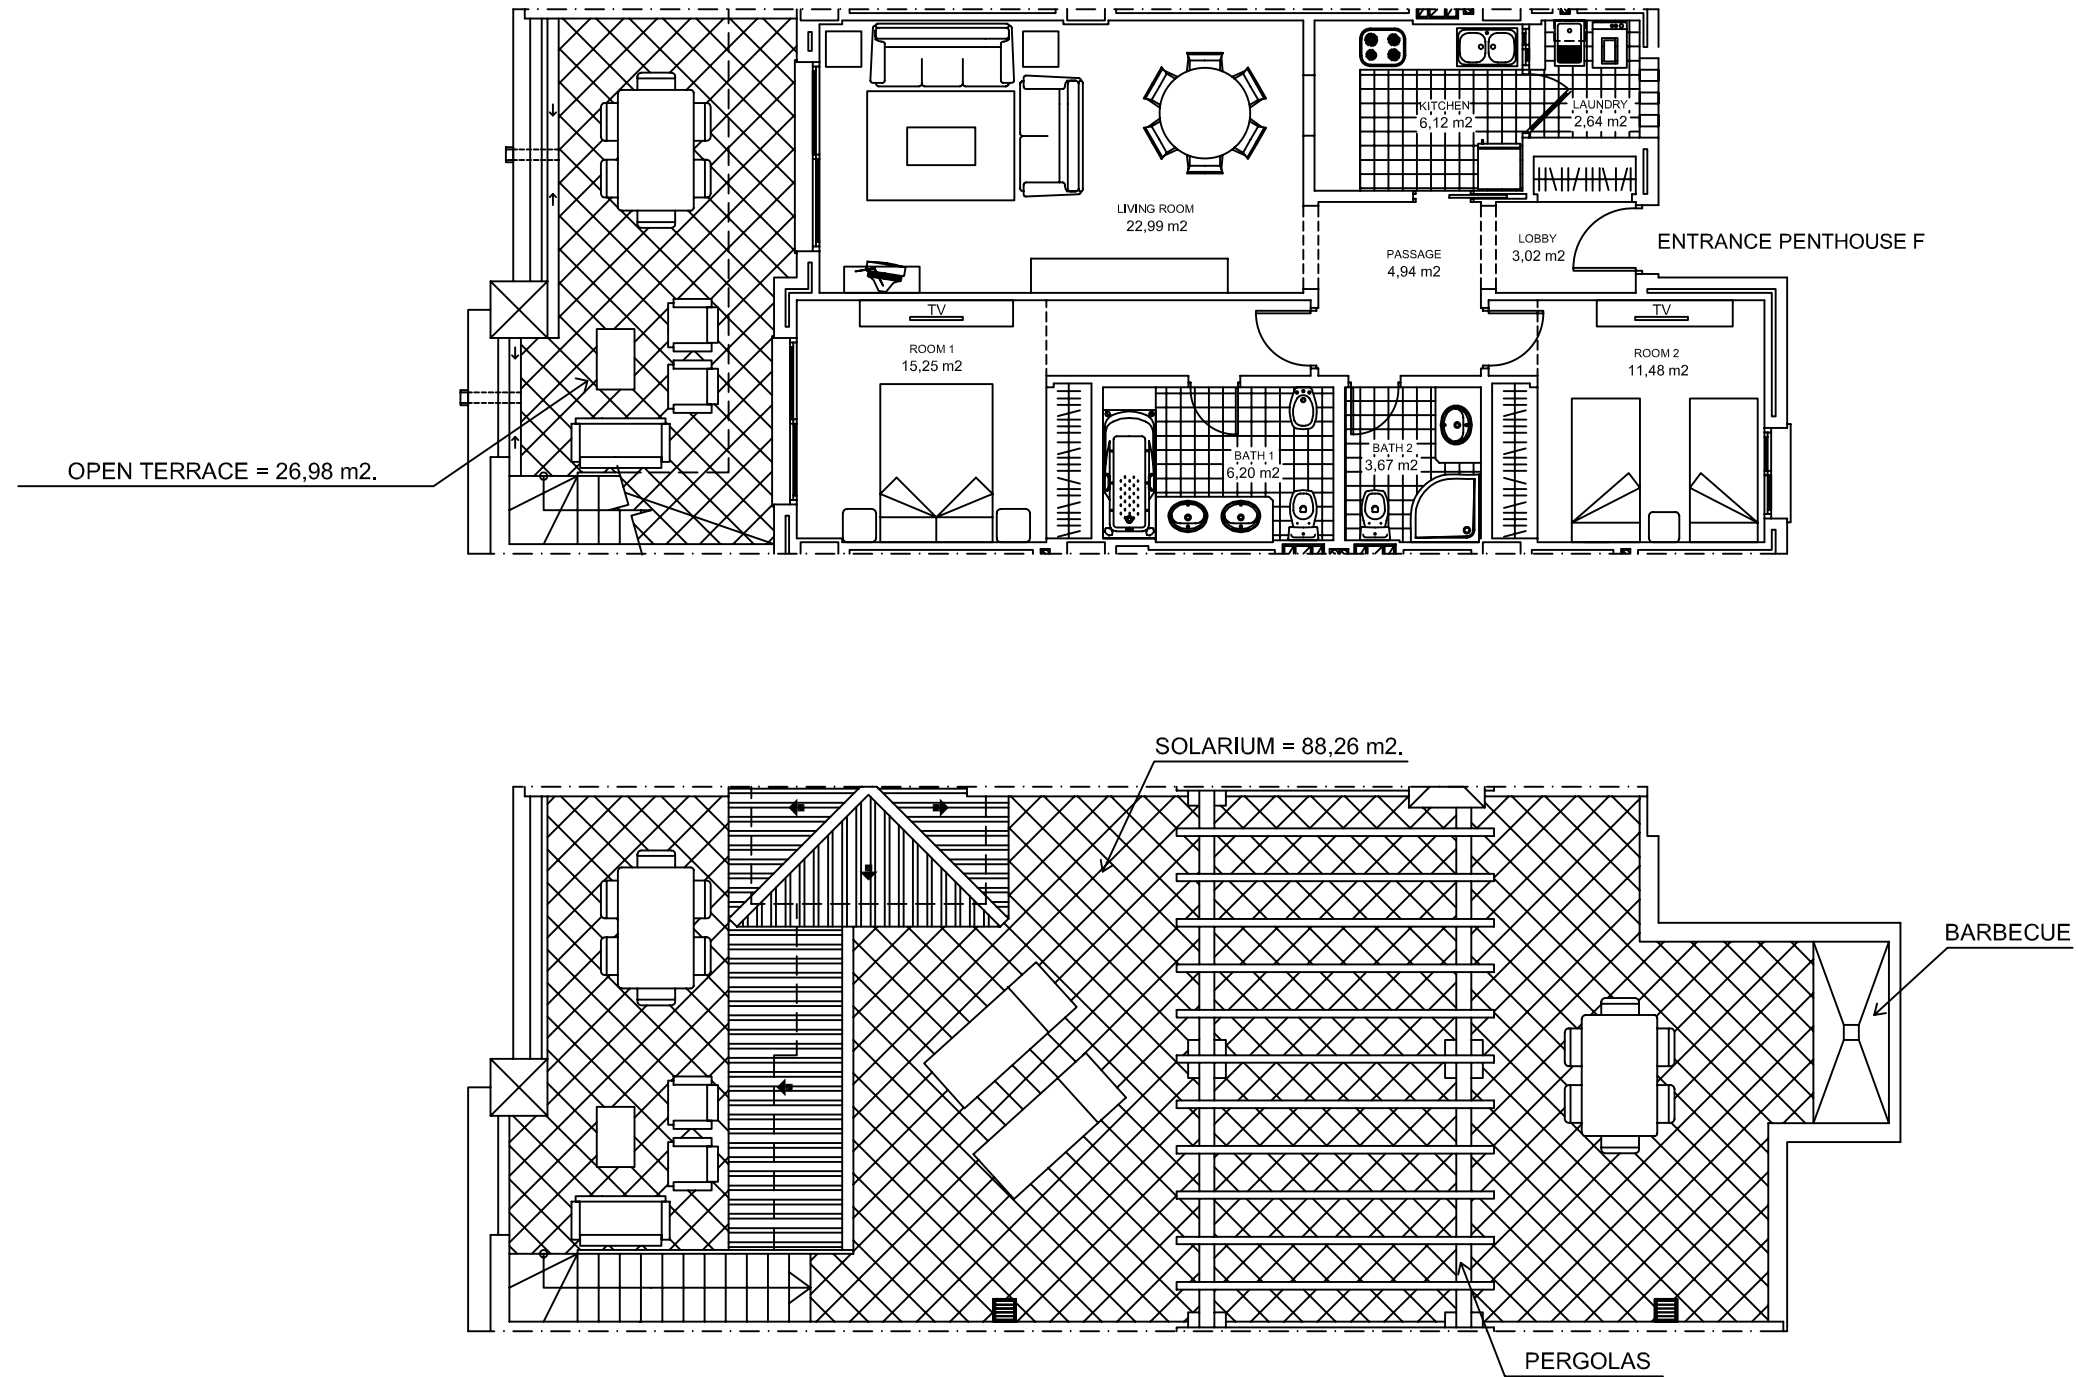 KITCHEN
6,12 m2
LAUNDRY
2,64 m2
LIVING ROOM
22,99 m2
PASSAGE
4,94 m2
LOBBY
3,02 m2
ENTRANCE PENTHOUSE F
TV
ROOM 1
15,25 m2
TV
ROOM 2
11,48 m2
BATH 1
6,20 m2
BATH 2
3,67 m2
OPEN TERRACE = 26,98 m2.
SOLARIUM = 88,26 m2.
BARBECUE
PERGOLAS